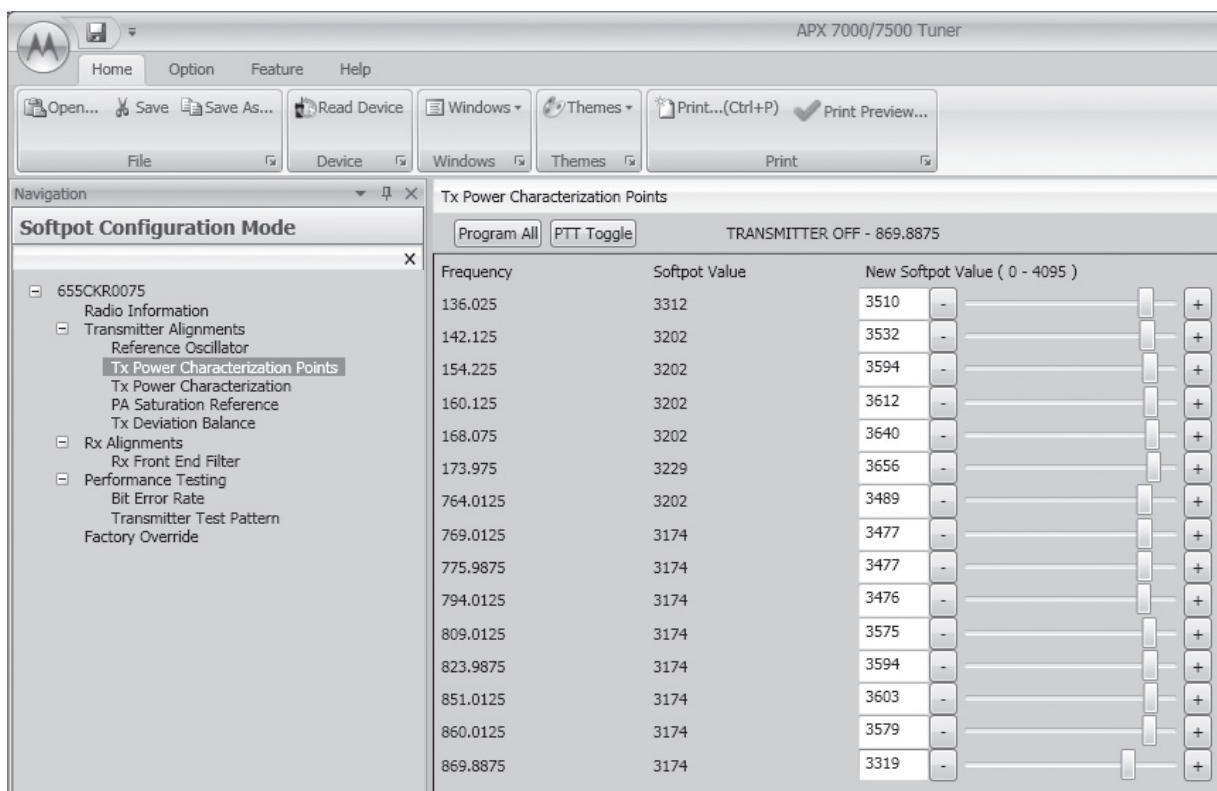 APX 7000/7500 Tuner
Home Option Feature Help
Open... Save Save As... Read Device Windows Themes Print...(Ctrl+P) Print Preview...
File Device Windows Themes Print
Navigation
Softpot Configuration Mode
655CKR0075
Radio Information
Transmitter Alignments
Reference Oscillator
Tx Power Characterization Points
Tx Power Characterization
PA Saturation Reference
Tx Deviation Balance
Rx Alignments
Rx Front End Filter
Performance Testing
Bit Error Rate
Transmitter Test Pattern
Factory Override
Tx Power Characterization Points
Program All PTT Toggle TRANSMITTER OFF - 869.8875
Frequency Softpot Value New Softpot Value ( 0 - 4095 )
136.025 3312 3510 - +
142.125 3202 3532 - +
154.225 3202 3594 - +
160.125 3202 3612 - +
168.075 3202 3640 - +
173.975 3229 3656 - +
764.0125 3202 3489 - +
769.0125 3174 3477 - +
775.9875 3174 3477 - +
794.0125 3174 3476 - +
809.0125 3174 3575 - +
823.9875 3174 3594 - +
851.0125 3174 3603 - +
860.0125 3174 3579 - +
869.8875 3174 3319 - +